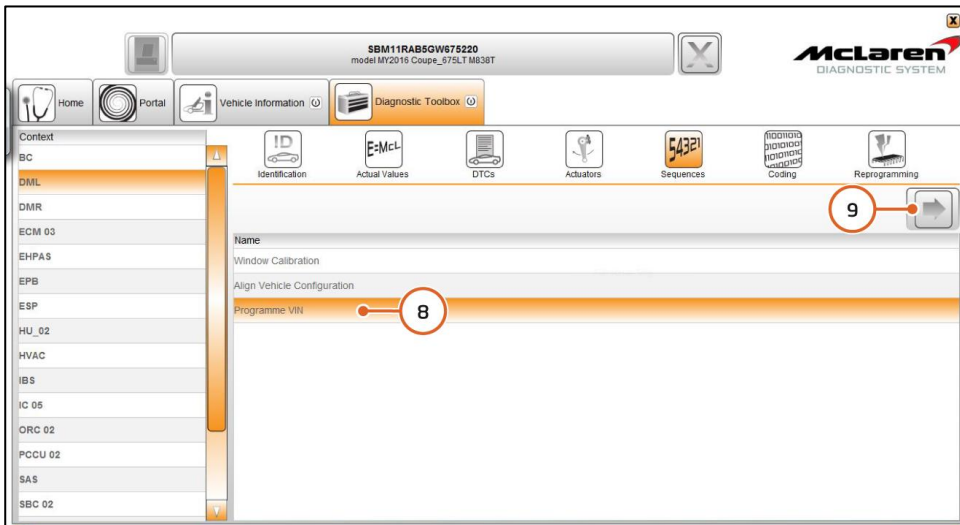 X
SBM11RAB5GW675220
model MY2016 Coupe_675LT M838T
McLaren
DIAGNOSTIC SYSTEM
Home
Portal
Vehicle Information
Diagnostic Toolbox
Context
BC
DML
DMR
ECM 03
EHPAS
EPB
ESP
HU_02
HVAC
IBS
IC 05
ORC 02
PCCU 02
SAS
SBC 02
ID
Identification
E=McL
Actual Values
DTCs
Actuators
54321
Sequences
Coding
Reprogramming
9
Name
Window Calibration
Align Vehicle Configuration
Programme VIN
8